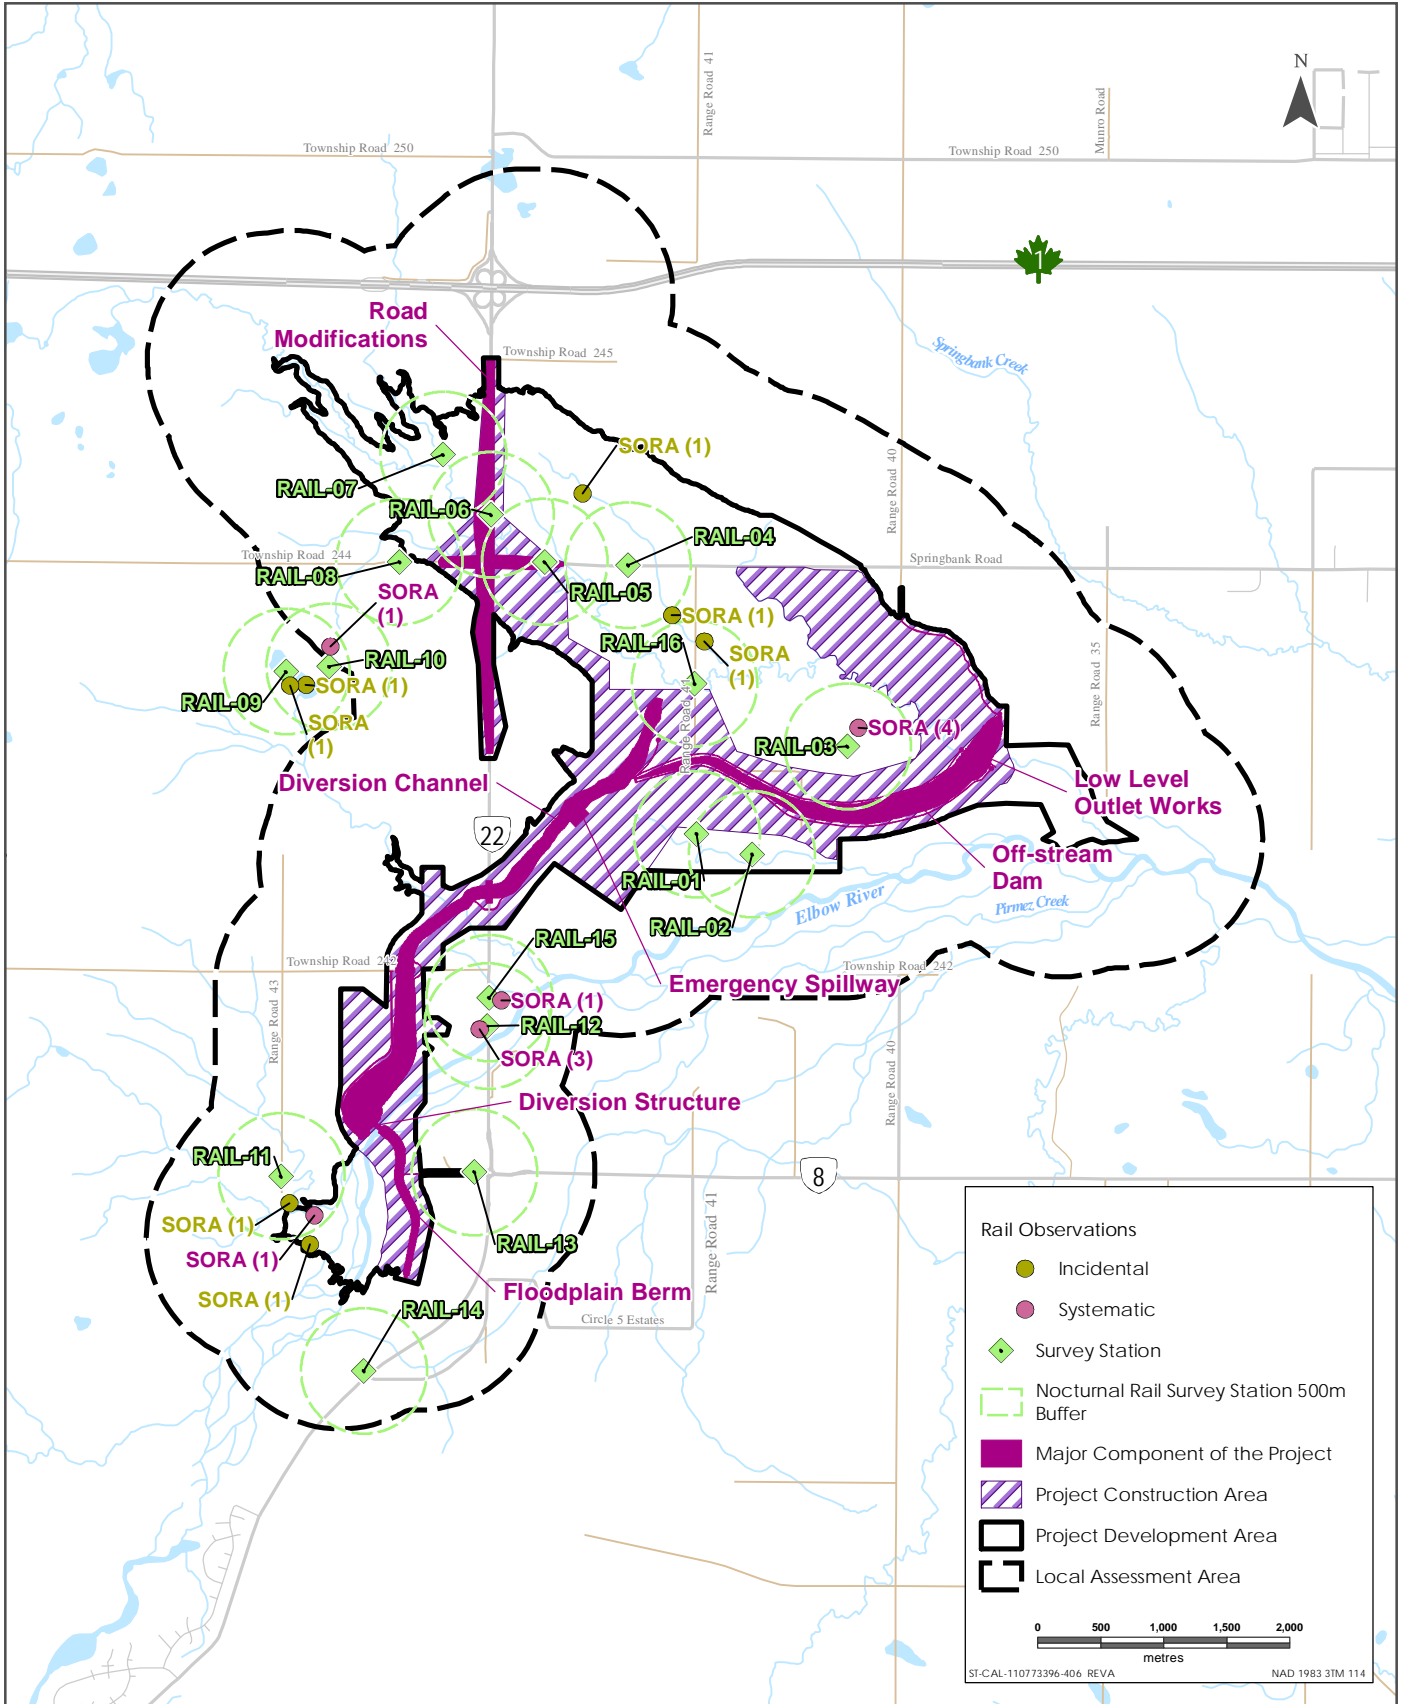 N
Range Road 41
Munro Road
Township Road 250
Township Road 250
1
Springbank Creek
Road
Modifications
Township Road 245
SORA (1)
Range Road 40
RAIL-07
RAIL-06
RAIL-04
Township Road 244
Springbank Road
RAIL-08
RAIL-05
SORA
(1)
SORA (1)
RAIL-16
SORA
(1)
RAIL-10
Range Road 35
SORA (1)
RAIL-09
SORA
(1)
Range Road 41
SORA (4)
RAIL-03
Diversion Channel
Low Level
Outlet Works
22
Off-stream
Dam
RAIL-01
Elbow River
Pirmez Creek
RAIL-02
RAIL-15
Township Road 242
Township Road 242
Emergency Spillway
SORA (1)
Range Road 43
RAIL-12
SORA (3)
Range Road 40
Diversion Structure
RAIL-11
8
SORA (1)
SORA (1)
RAIL-13
Range Road 41
SORA (1)
Floodplain Berm
RAIL-14
Circle 5 Estates
Rail Observations
Incidental
Systematic
Survey Station
Nocturnal Rail Survey Station 500m
Buffer
Major Component of the Project
Project Construction Area
Project Development Area
Local Assessment Area
0 500 1,000 1,500 2,000
metres
ST-CAL-110773396-406 REVA
NAD 1983 3TM 114